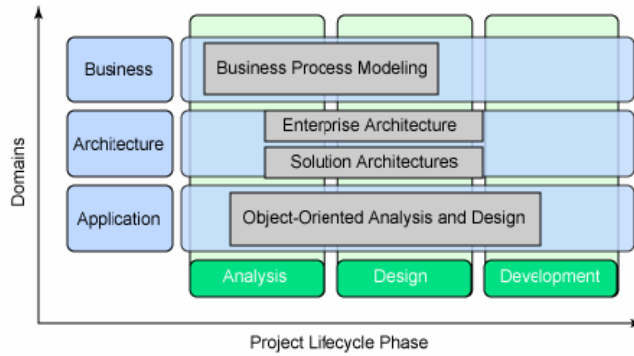 Domains
Business
Business Process Modeling
Architecture
Enterprise Architecture
Solution Architectures
Application
Object-Oriented Analysis and Design
Analysis
Design
Development
Project Lifecycle Phase